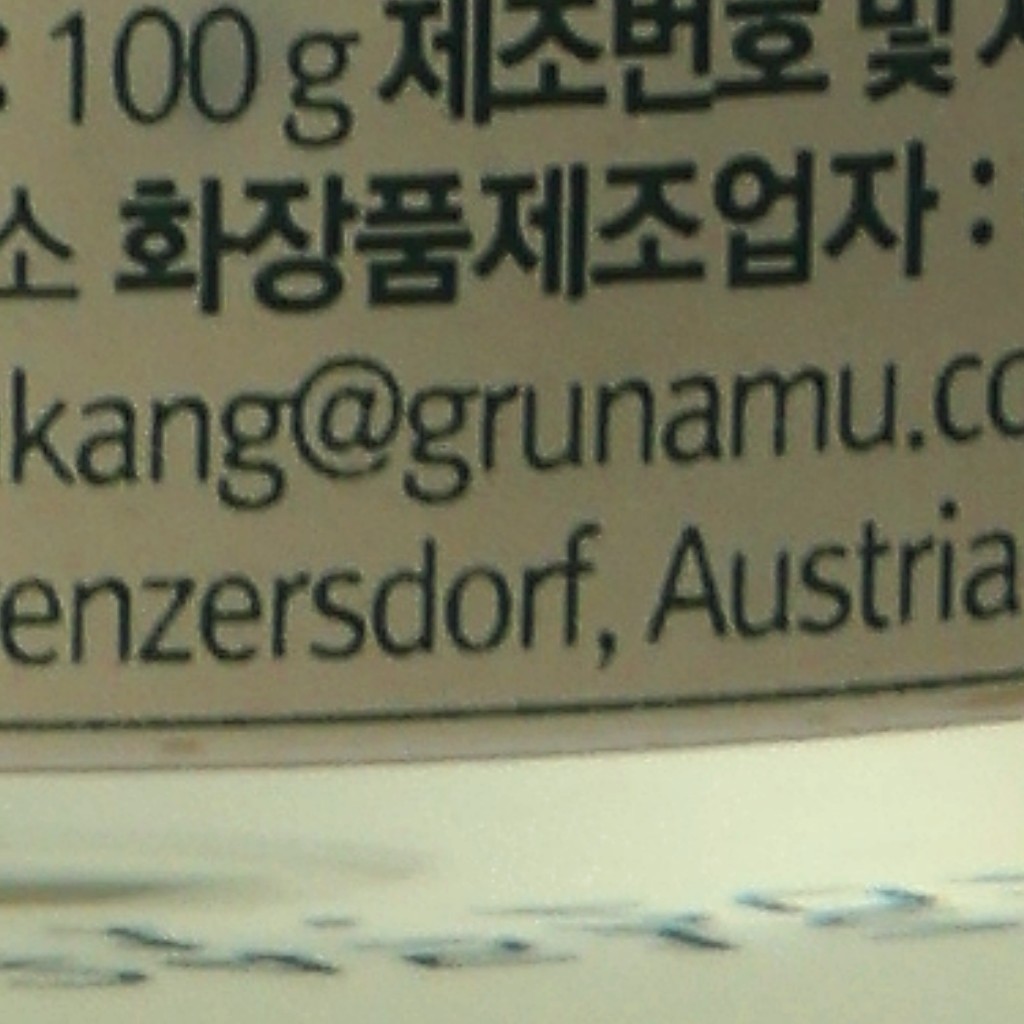 : 100 g 제조번호 및
소 화장품제조업자 :
kang@grunamu.co
enzersdorf, Austria